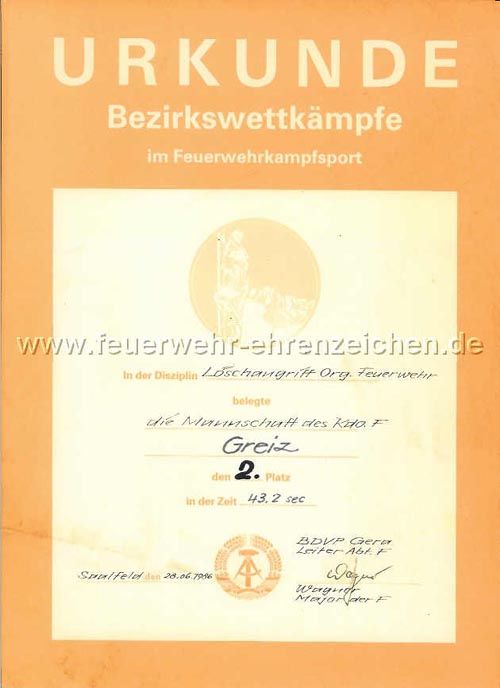 URKUNDE
Bezirkswettkämpfe
im Feuerwehrkampfsport
www.feuerwehr-ehrenzeichen.de
In der Disziplin Löschangriff Org. Feuerwehr
belegte
die Mannschaft des Kdo. F
Greiz
den 2. Platz
in der Zeit 43,2 sec
BDVP Gera
Leiter Abt. F
Saalfeld den 28.06.1986
Wagner
Wagner
Major der F